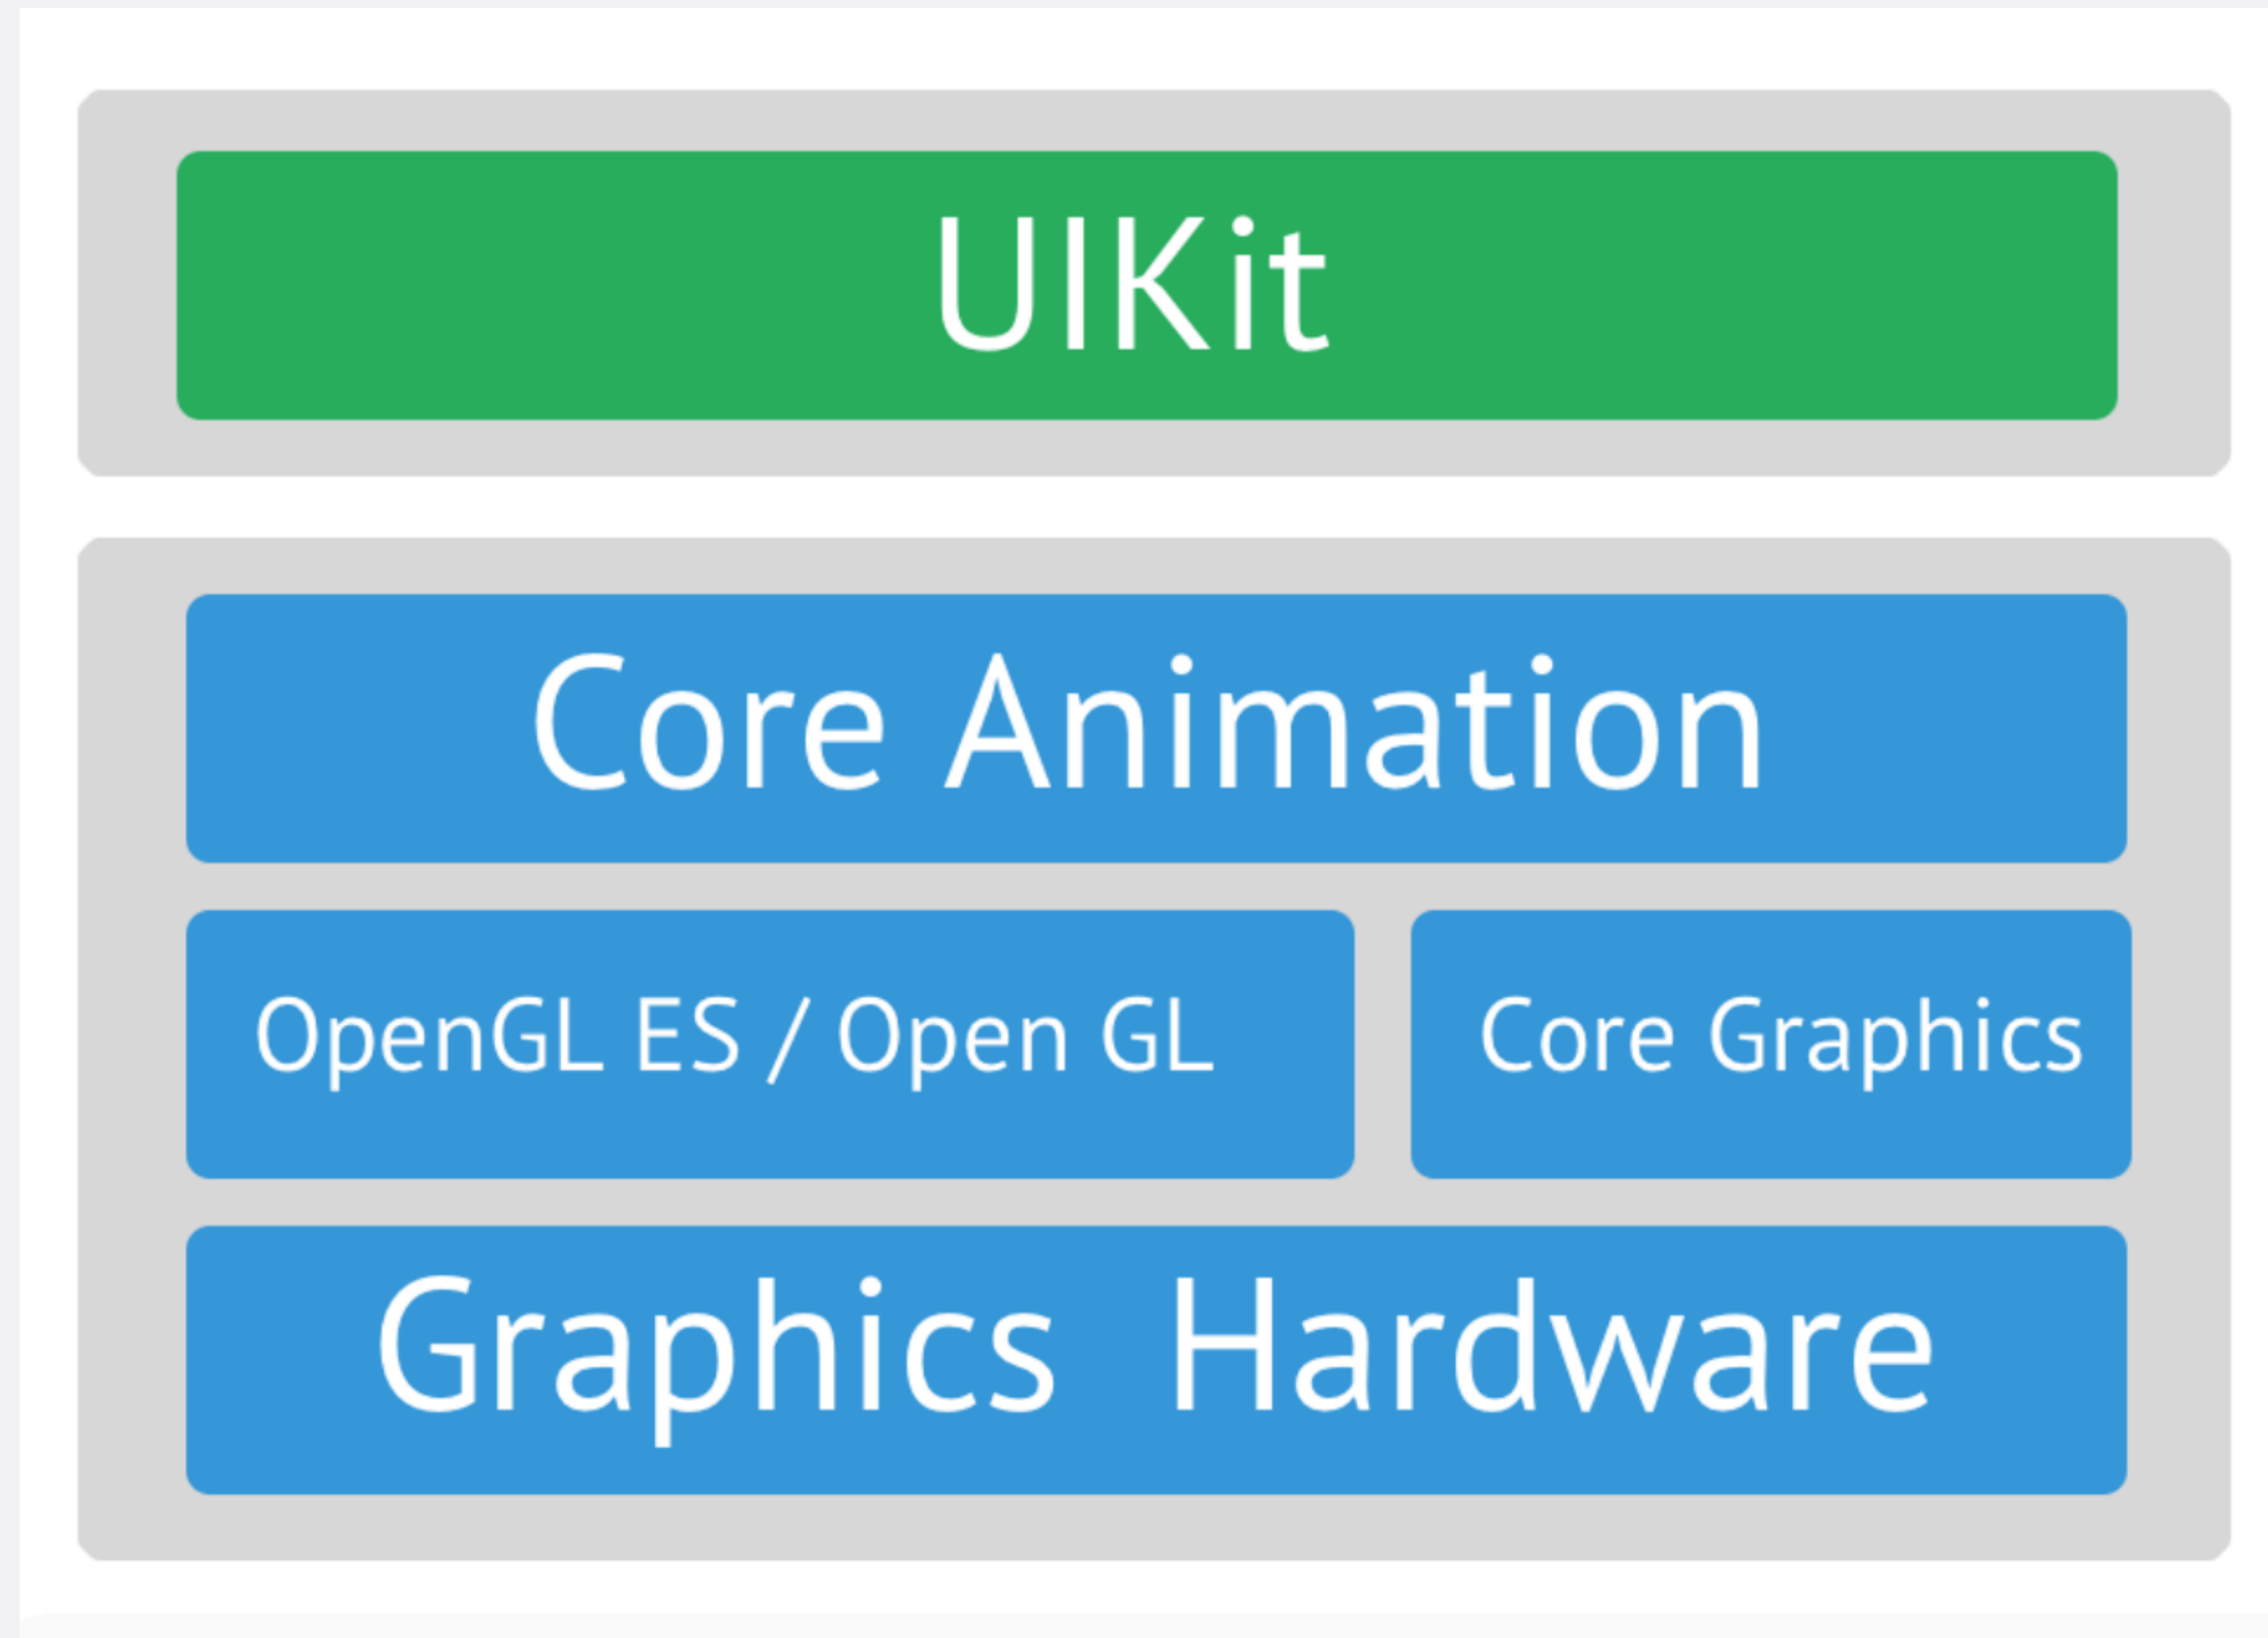 UIKit
Core Animation
OpenGL ES / Open GL
Core Graphics
Graphics Hardware